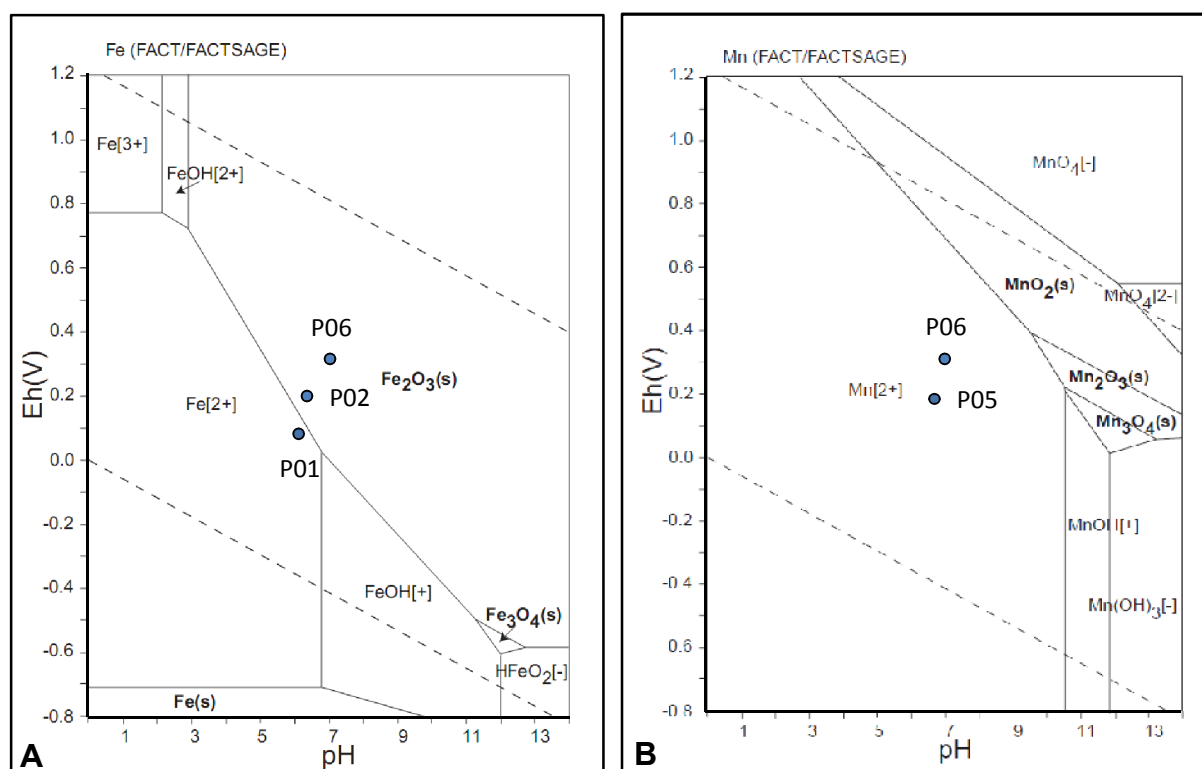 Fe (FACT/FACTSAGE)
1.2
1.0
0.8
0.6
0.4
0.2
0.0
-0.2
-0.4
-0.6
-0.8
Eh(V)
Fe[3+]
FeOH[2+]
P06
Fe2O3(s)
P02
Fe[2+]
P01
FeOH[+]
Fe3O4(s)
HFeO2[-]
Fe(s)
1 3 5 7 9 11 13
pH
A
Mn (FACT/FACTSAGE)
1.2
1.0
0.8
0.6
0.4
0.2
0.0
-0.2
-0.4
-0.6
-0.8
Eh(V)
MnO4[-]
MnO2(s)
MnO4[2-]
P06
Mn2O3(s)
Mn[2+]
P05
Mn3O4(s)
MnOH[+]
Mn(OH)3[-]
1 3 5 7 9 11 13
pH
B